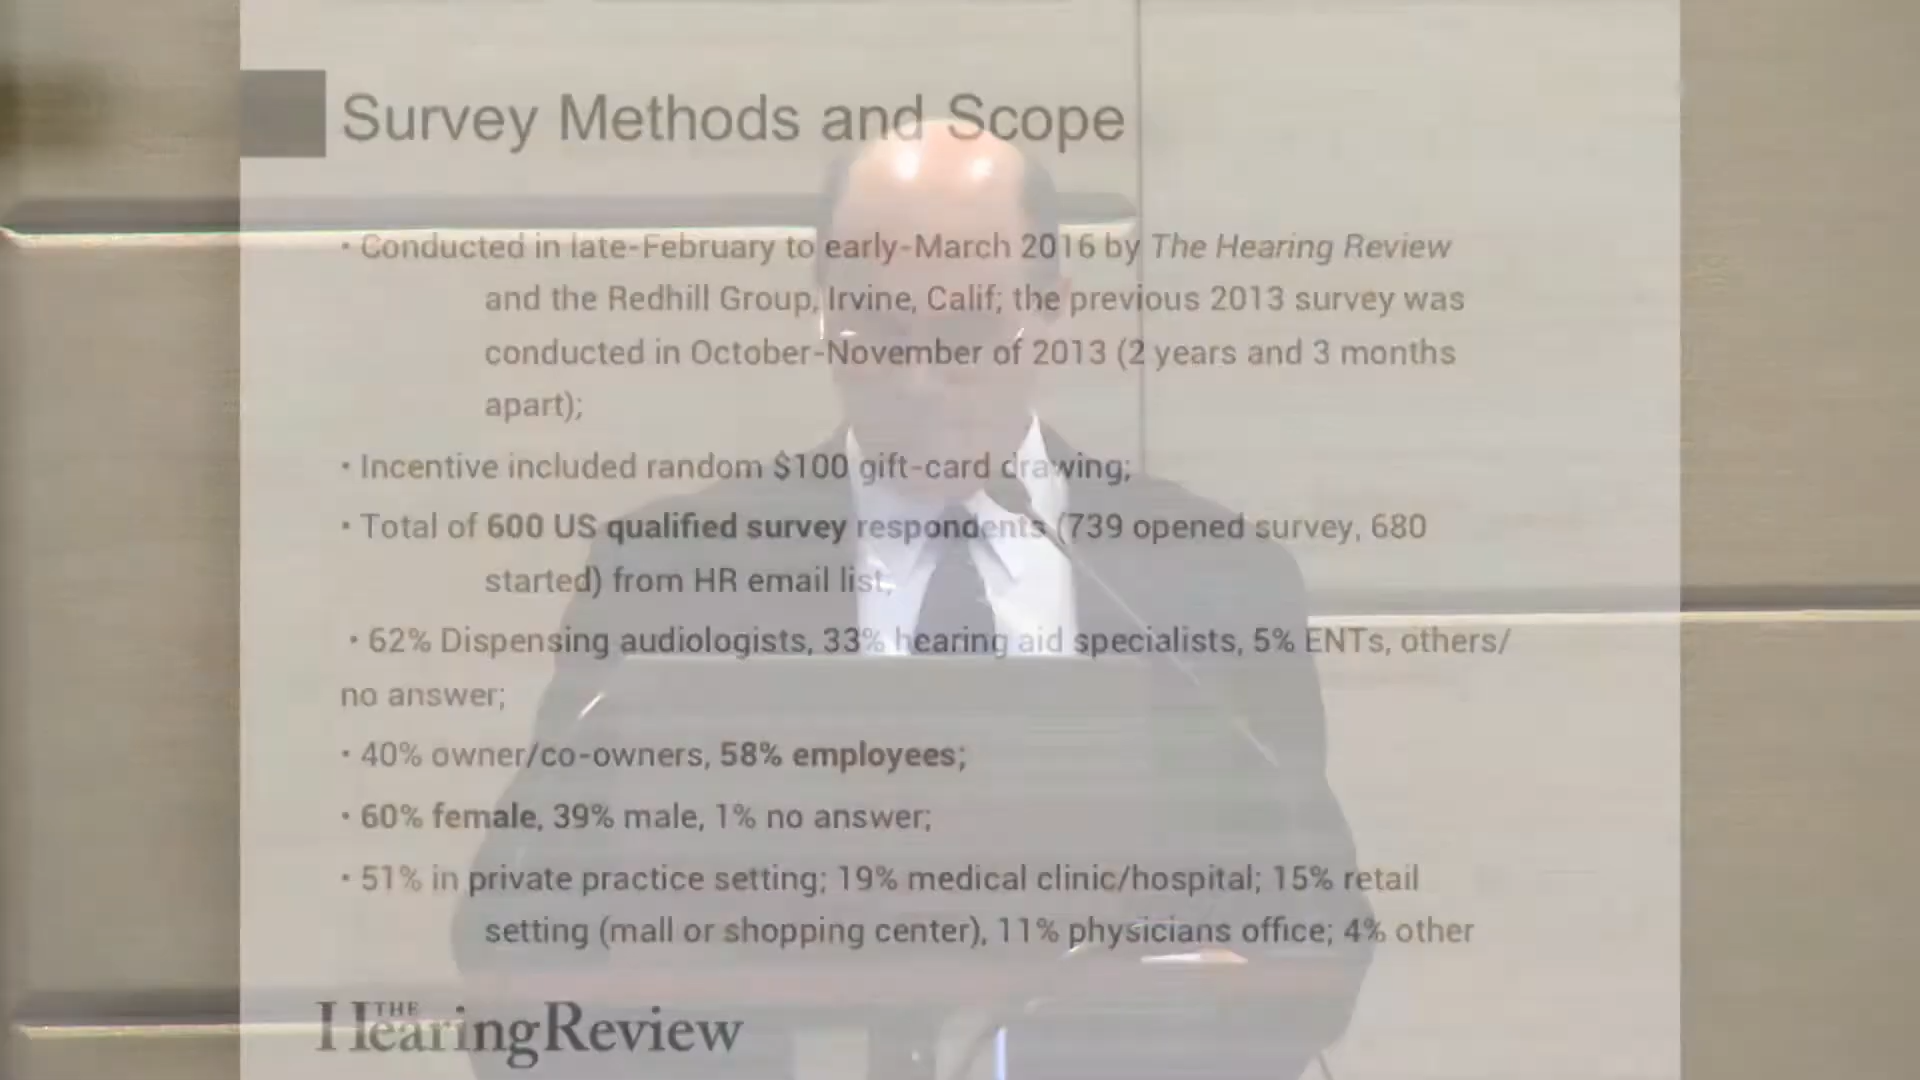 Survey Methods and Scope
• Conducted in late-February to early-March 2016 by The Hearing Review
and the Redhill Group, Irvine, Calif; the previous 2013 survey was
conducted in October-November of 2013 (2 years and 3 months
apart);
• Incentive included random $100 gift-card drawing;
• Total of 600 US qualified survey respondents (739 opened survey, 680
started) from HR email list;
• 62% Dispensing audiologists, 33% hearing aid specialists, 5% ENTs, others/
no answer;
• 40% owner/co-owners, 58% employees;
• 60% female, 39% male, 1% no answer;
• 51% in private practice setting; 19% medical clinic/hospital; 15% retail
setting (mall or shopping center), 11% physicians office; 4% other
THE
HearingReview